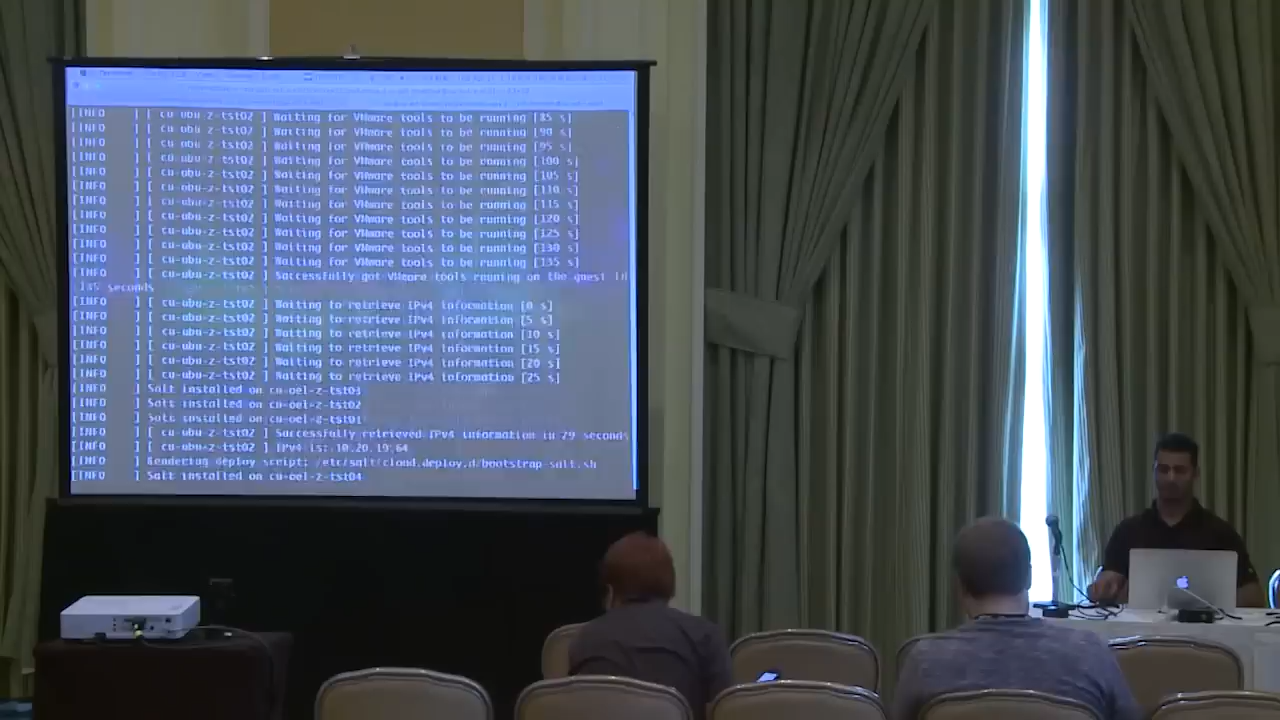 [INFO ] [ cu-ubu-z-tst02 ] Waiting for VMware tools to be running [85 s]
[INFO ] [ cu-ubu-z-tst02 ] Waiting for VMware tools to be running [90 s]
[INFO ] [ cu-ubu-z-tst02 ] Waiting for VMware tools to be running [95 s]
[INFO ] [ cu-ubu-z-tst02 ] Waiting for VMware tools to be running [100 s]
[INFO ] [ cu-ubu-z-tst02 ] Waiting for VMware tools to be running [105 s]
[INFO ] [ cu-ubu-z-tst02 ] Waiting for VMware tools to be running [110 s]
[INFO ] [ cu-ubu-z-tst02 ] Waiting for VMware tools to be running [115 s]
[INFO ] [ cu-ubu-z-tst02 ] Waiting for VMware tools to be running [120 s]
[INFO ] [ cu-ubu-z-tst02 ] Waiting for VMware tools to be running [125 s]
[INFO ] [ cu-ubu-z-tst02 ] Waiting for VMware tools to be running [130 s]
[INFO ] [ cu-ubu-z-tst02 ] Waiting for VMware tools to be running [135 s]
[INFO ] [ cu-ubu-z-tst02 ] Successfully got VMware tools running on the guest in
135 seconds
[INFO ] [ cu-ubu-z-tst02 ] Waiting to retrieve IPv4 information [0 s]
[INFO ] [ cu-ubu-z-tst02 ] Waiting to retrieve IPv4 information [5 s]
[INFO ] [ cu-ubu-z-tst02 ] Waiting to retrieve IPv4 information [10 s]
[INFO ] [ cu-ubu-z-tst02 ] Waiting to retrieve IPv4 information [15 s]
[INFO ] [ cu-ubu-z-tst02 ] Waiting to retrieve IPv4 information [20 s]
[INFO ] [ cu-ubu-z-tst02 ] Waiting to retrieve IPv4 information [25 s]
[INFO ] Salt installed on cu-oel-z-tst03
[INFO ] Salt installed on cu-oel-z-tst02
[INFO ] Salt installed on cu-oel-z-tst01
[INFO ] [ cu-ubu-z-tst02 ] Successfully retrieved IPv4 information in 29 seconds
[INFO ] [ cu-ubu-z-tst02 ] IPv4 is: 10.20.19.64
[INFO ] Rendering deploy script: /etc/salt/cloud.deploy.d/bootstrap-salt.sh
[INFO ] Salt installed on cu-oel-z-tst04